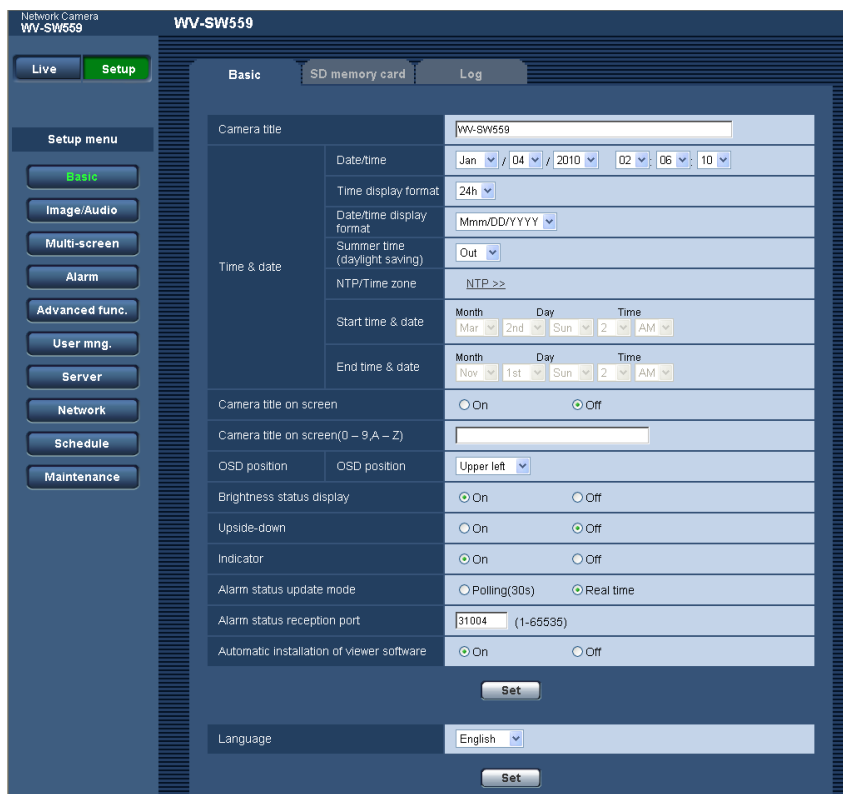 Network Camera
WV-SW559
WV-SW559
Live Setup
Basic SD memory card Log
Setup menu
Basic
Image/Audio
Multi-screen
Alarm
Advanced func.
User mng.
Server
Network
Schedule
Maintenance
Camera title WV-SW559
Time & date
Date/time Jan / 04 / 2010 02 : 06 : 10
Time display format 24h
Date/time display format Mmm/DD/YYYY
Summer time (daylight saving) Out
NTP/Time zone NTP >>
Month Day Time
Start time & date Mar 2nd Sun 2 AM
Month Day Time
End time & date Nov 1st Sun 2 AM
Camera title on screen On Off
Camera title on screen(0 – 9,A – Z)
OSD position OSD position Upper left
Brightness status display On Off
Upside-down On Off
Indicator On Off
Alarm status update mode Polling(30s) Real time
Alarm status reception port 31004 (1-65535)
Automatic installation of viewer software On Off
Set
Language English
Set